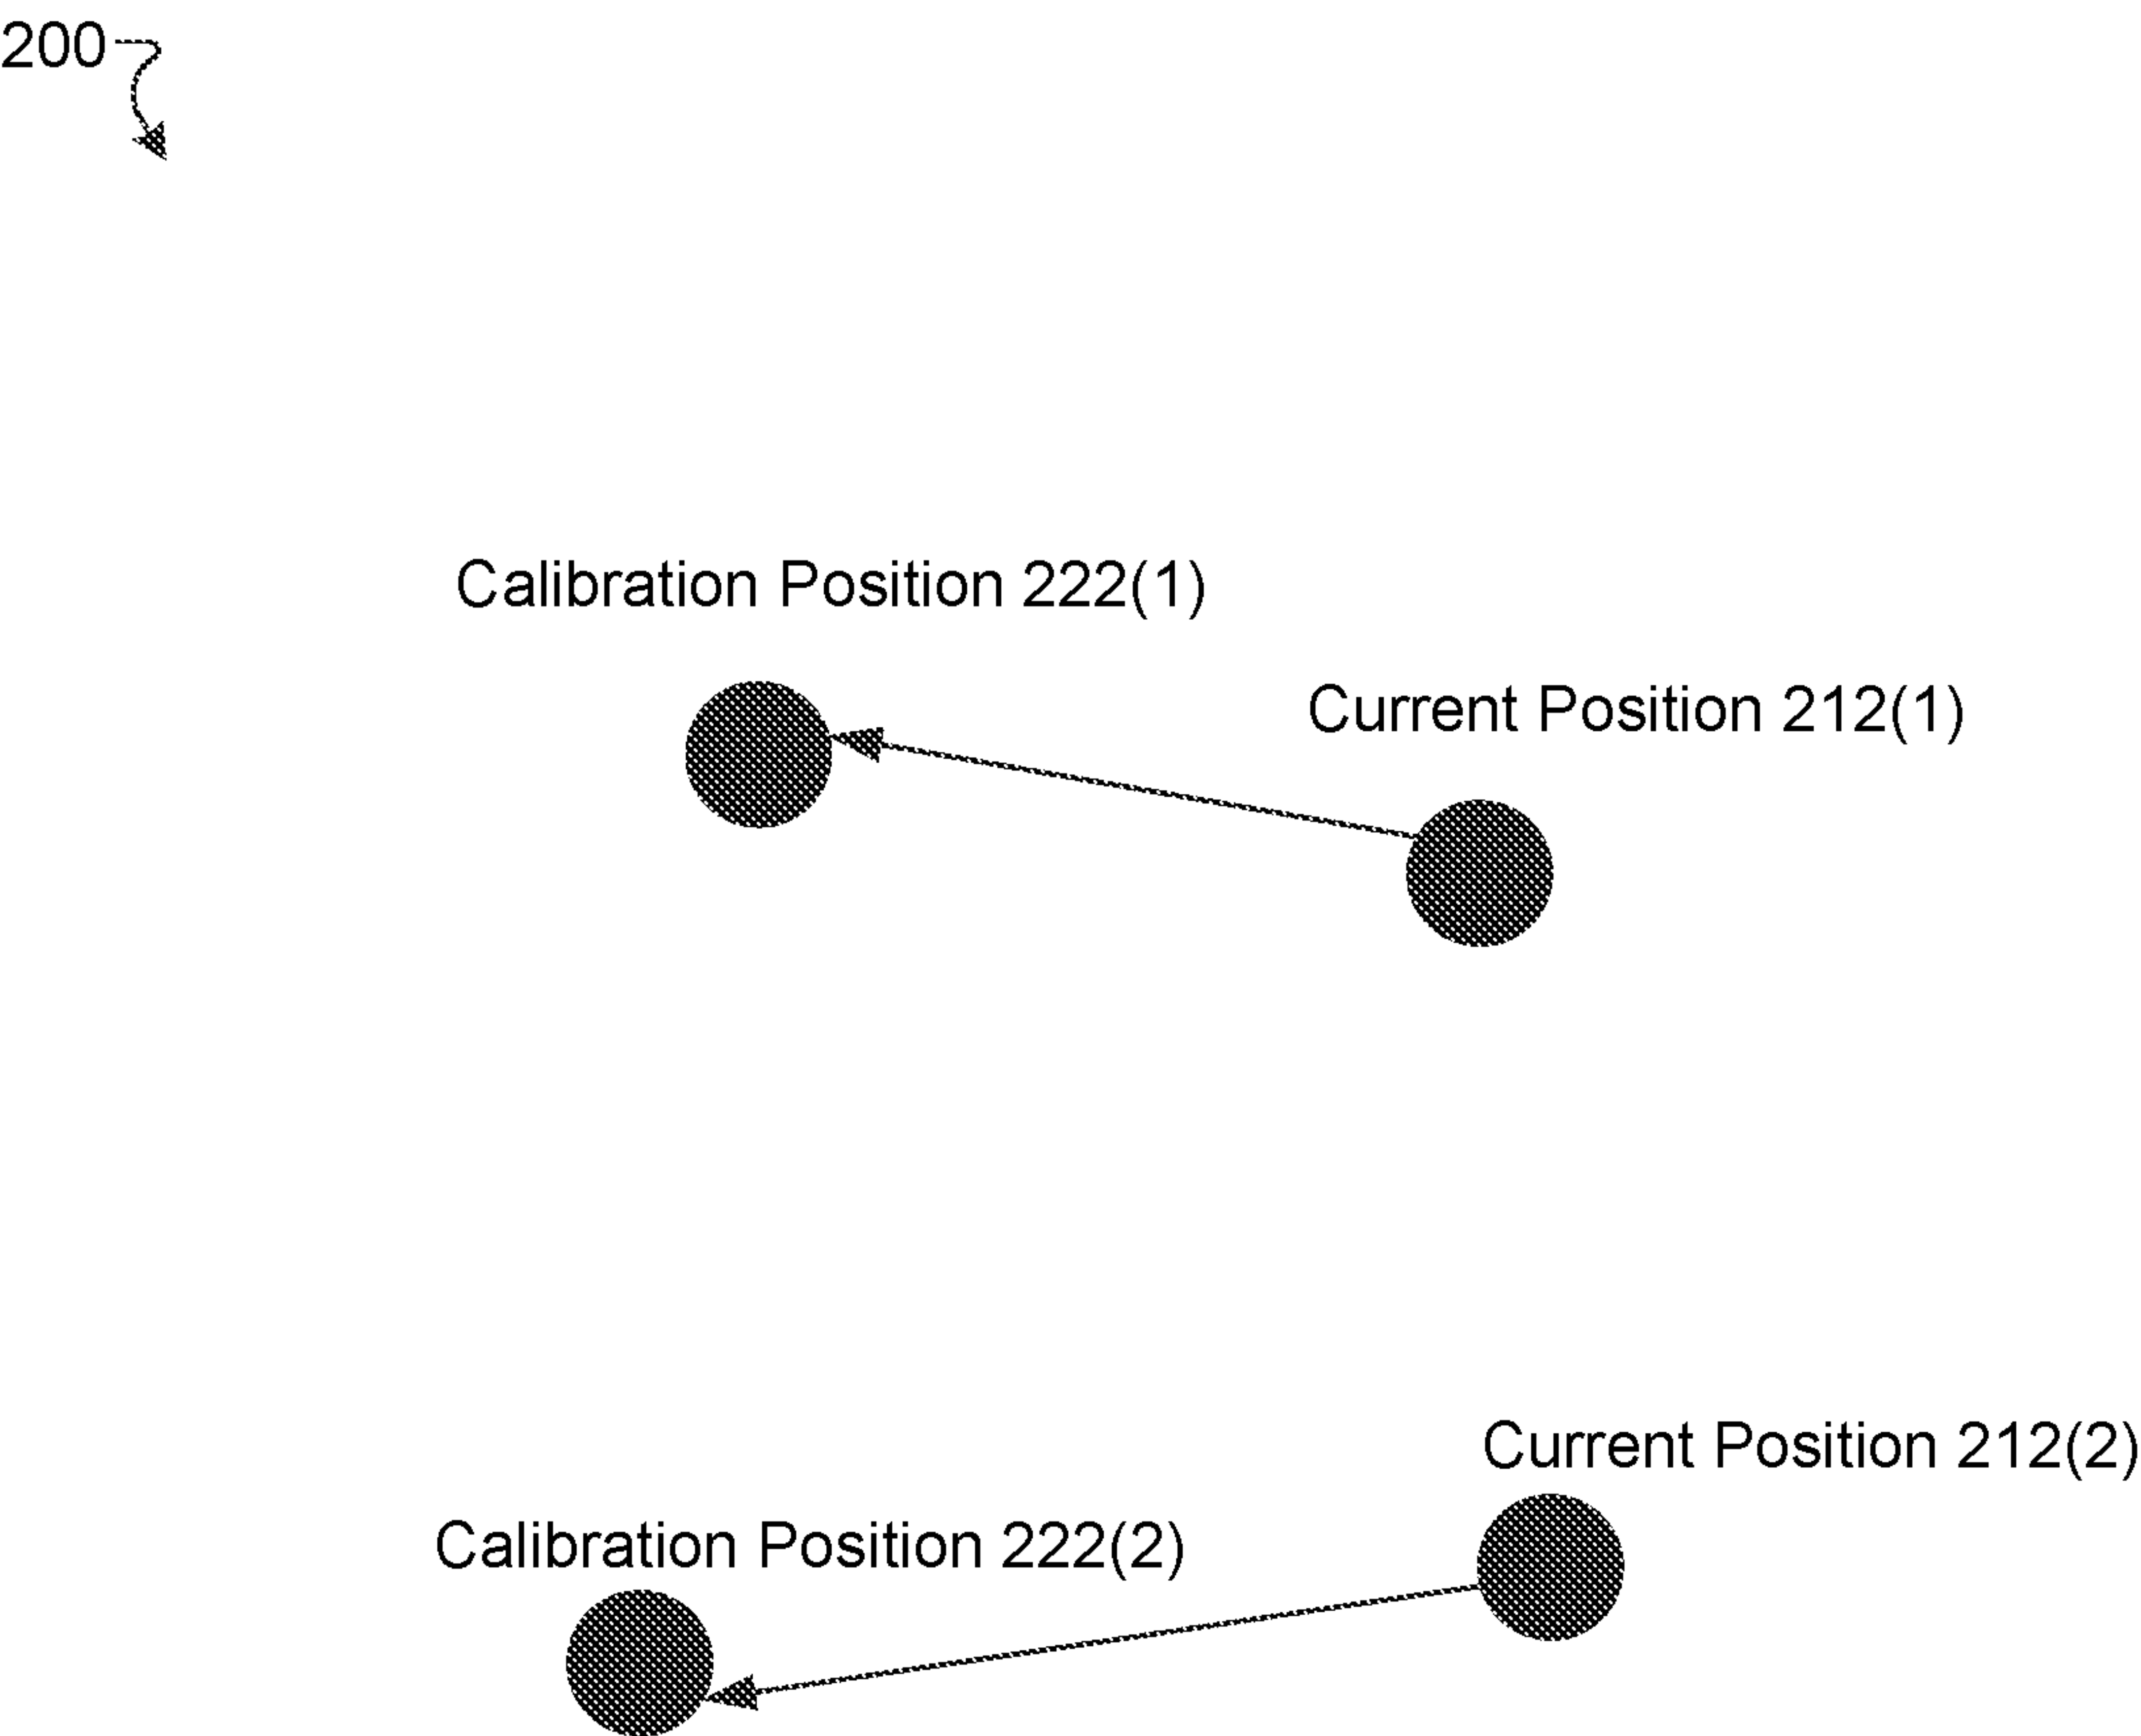 200
Calibration Position 222(1)
Current Position 212(1)
Current Position 212(2)
Calibration Position 222(2)